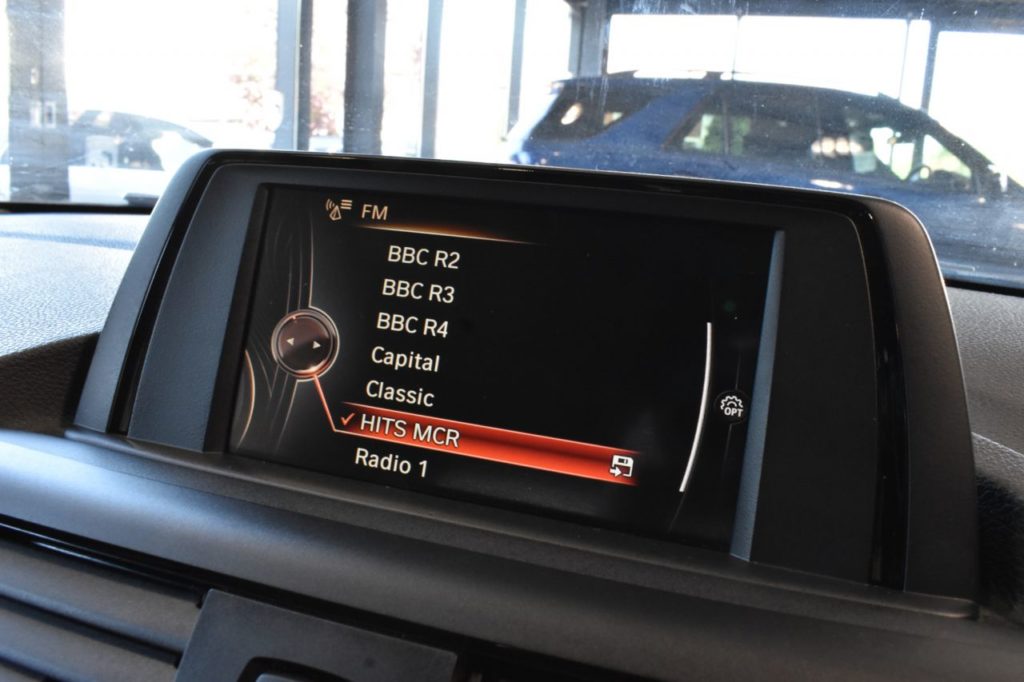 FM
BBC R2
BBC R3
BBC R4
Capital
Classic
HITS MCR
Radio 1
OPT